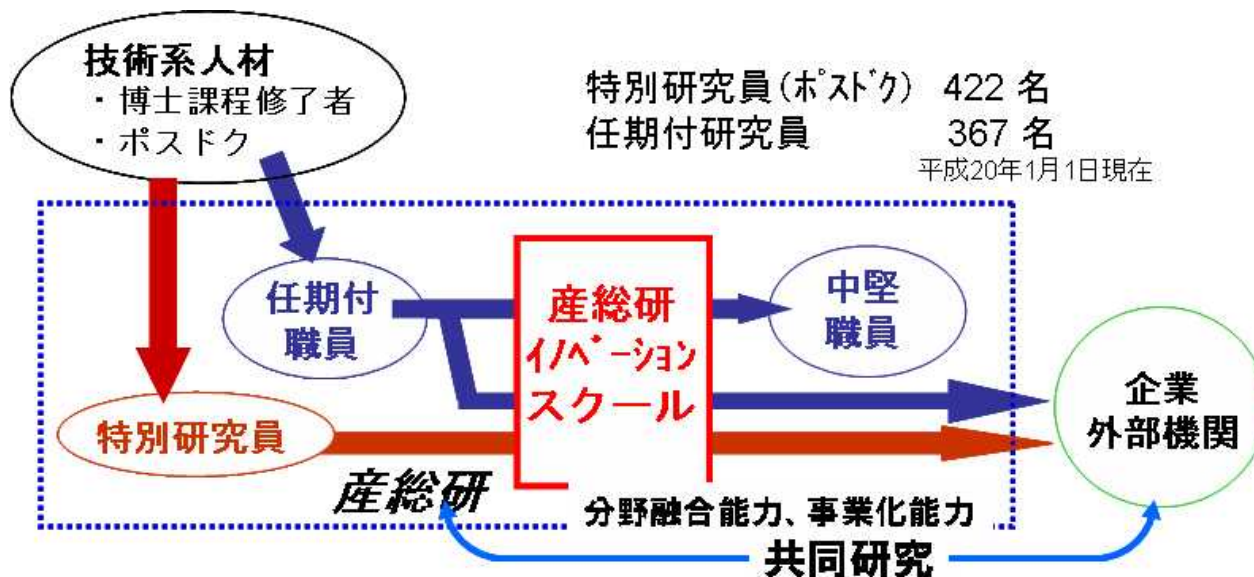 技術系人材
・博士課程修了者
・ポスドク
特別研究員(ﾎﾟｽﾄﾞｸ) 422 名
任期付研究員 367 名
平成20年1月1日現在
任期付
職員
産総研
ｲﾉﾍﾞｰｼｮﾝ
スクール
中堅
職員
特別研究員
企業
外部機関
産総研
分野融合能力、事業化能力
共同研究